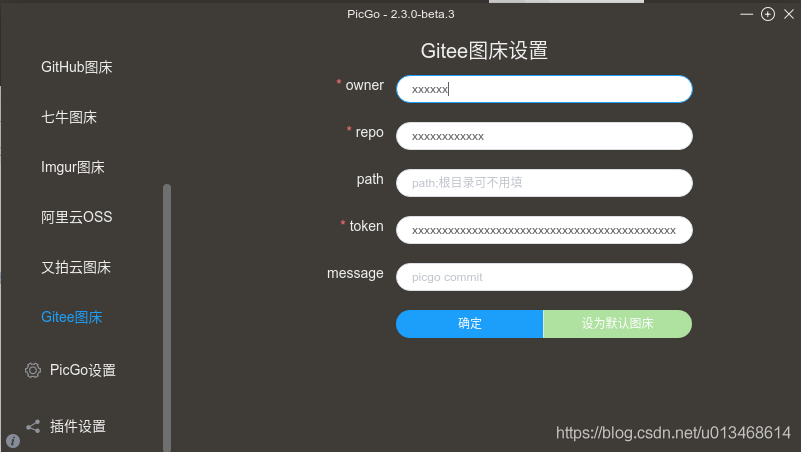 PicGo - 2.3.0-beta.3
GitHub图床
七牛图床
Imgur图床
阿里云OSS
又拍云图床
Gitee图床
PicGo设置
插件设置
Gitee图床设置
* owner
xxxxxx
* repo
xxxxxxxxxxxx
path
path;根目录可不用填
* token
xxxxxxxxxxxxxxxxxxxxxxxxxxxxxxxxxxxxxxxxxxxx
message
picgo commit
确定
设为默认图床
https://blog.csdn.net/u013468614